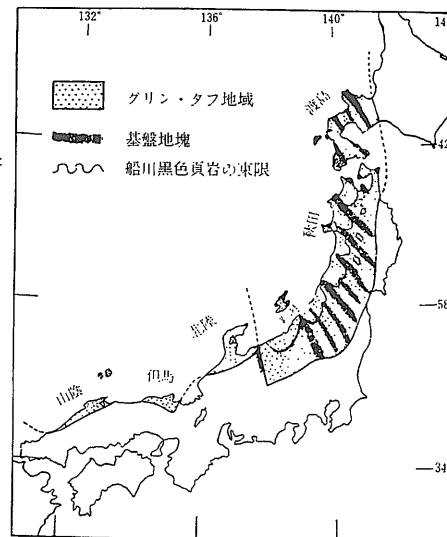 132°
136°
140°
14
グリン・タフ地域
基盤地塊
船川黒色頁岩の東限
渡島
42
秋田
58
北陸
但馬
山陰
34